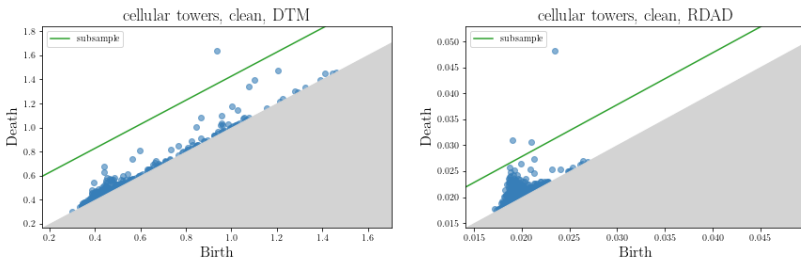 cellular towers, clean, DTM
subsample
Death
1.8
1.6
1.4
1.2
1.0
0.8
0.6
0.4
0.2
0.2 0.4 0.6 0.8 1.0 1.2 1.4 1.6
Birth
cellular towers, clean, RDAD
subsample
Death
0.050
0.045
0.040
0.035
0.030
0.025
0.020
0.015
0.015 0.020 0.025 0.030 0.035 0.040 0.045
Birth